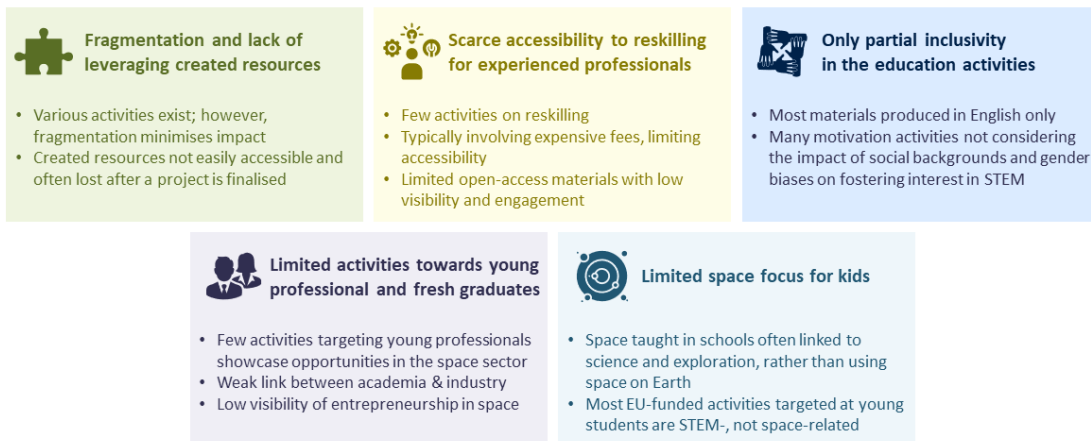 Fragmentation and lack of
leveraging created resources
• Various activities exist; however,
fragmentation minimises impact
• Created resources not easily accessible and
often lost after a project is finalised
Scarce accessibility to reskilling
for experienced professionals
• Few activities on reskilling
• Typically involving expensive fees, limiting
accessibility
• Limited open-access materials with low
visibility and engagement
Only partial inclusivity
in the education activities
• Most materials produced in English only
• Many motivation activities not considering
the impact of social backgrounds and gender
biases on fostering interest in STEM
Limited activities towards young
professional and fresh graduates
• Few activities targeting young professionals
showcase opportunities in the space sector
• Weak link between academia & industry
• Low visibility of entrepreneurship in space
Limited space focus for kids
• Space taught in schools often linked to
science and exploration, rather than using
space on Earth
• Most EU-funded activities targeted at young
students are STEM-, not space-related